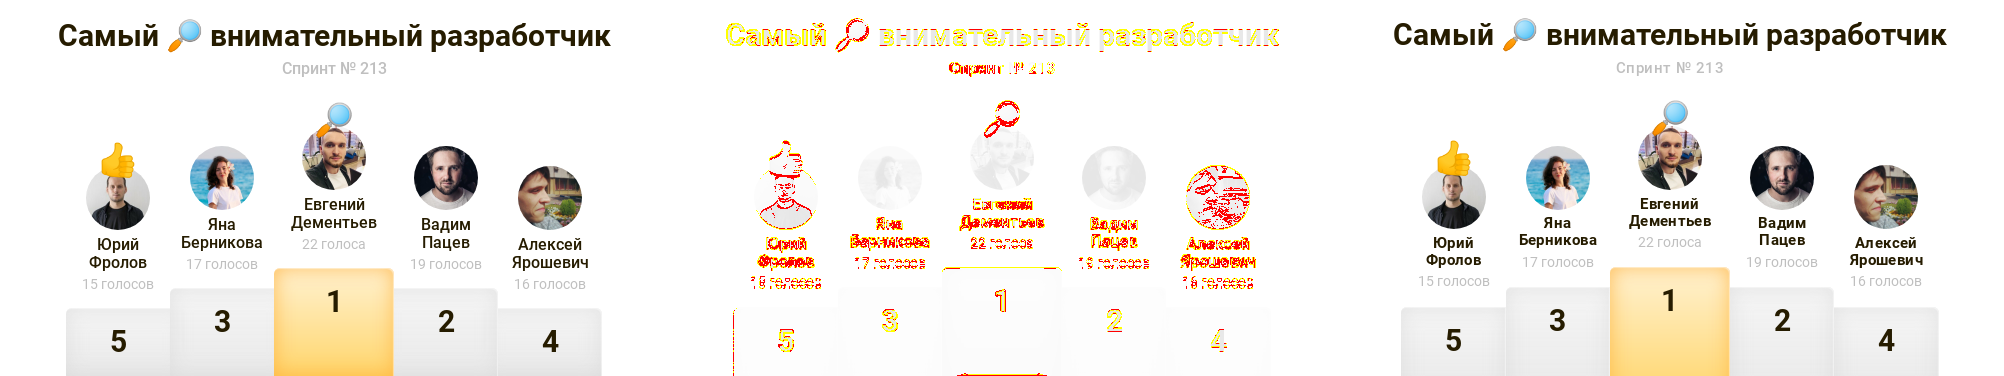 Самый 🔎 внимательный разработчик
Спринт № 213
Евгений
Дементьев
22 голоса
Яна
Берникова
17 голосов
Вадим
Пацев
19 голосов
Юрий
Фролов
15 голосов
Алексей
Ярошевич
16 голосов
1
3
2
5
4
Самый внимательный разработчик
Спринт № 213
Евгений
Дементьев
22 голоса
Яна
Берникова
17 голосов
Вадим
Пацев
19 голосов
Юрий
Фролов
15 голосов
Алексей
Ярошевич
16 голосов
1
3
2
5
4
Самый 🔎 внимательный разработчик
Спринт № 213
Евгений
Дементьев
22 голоса
Яна
Берникова
17 голосов
Вадим
Пацев
19 голосов
Юрий
Фролов
15 голосов
Алексей
Ярошевич
16 голосов
1
3
2
5
4